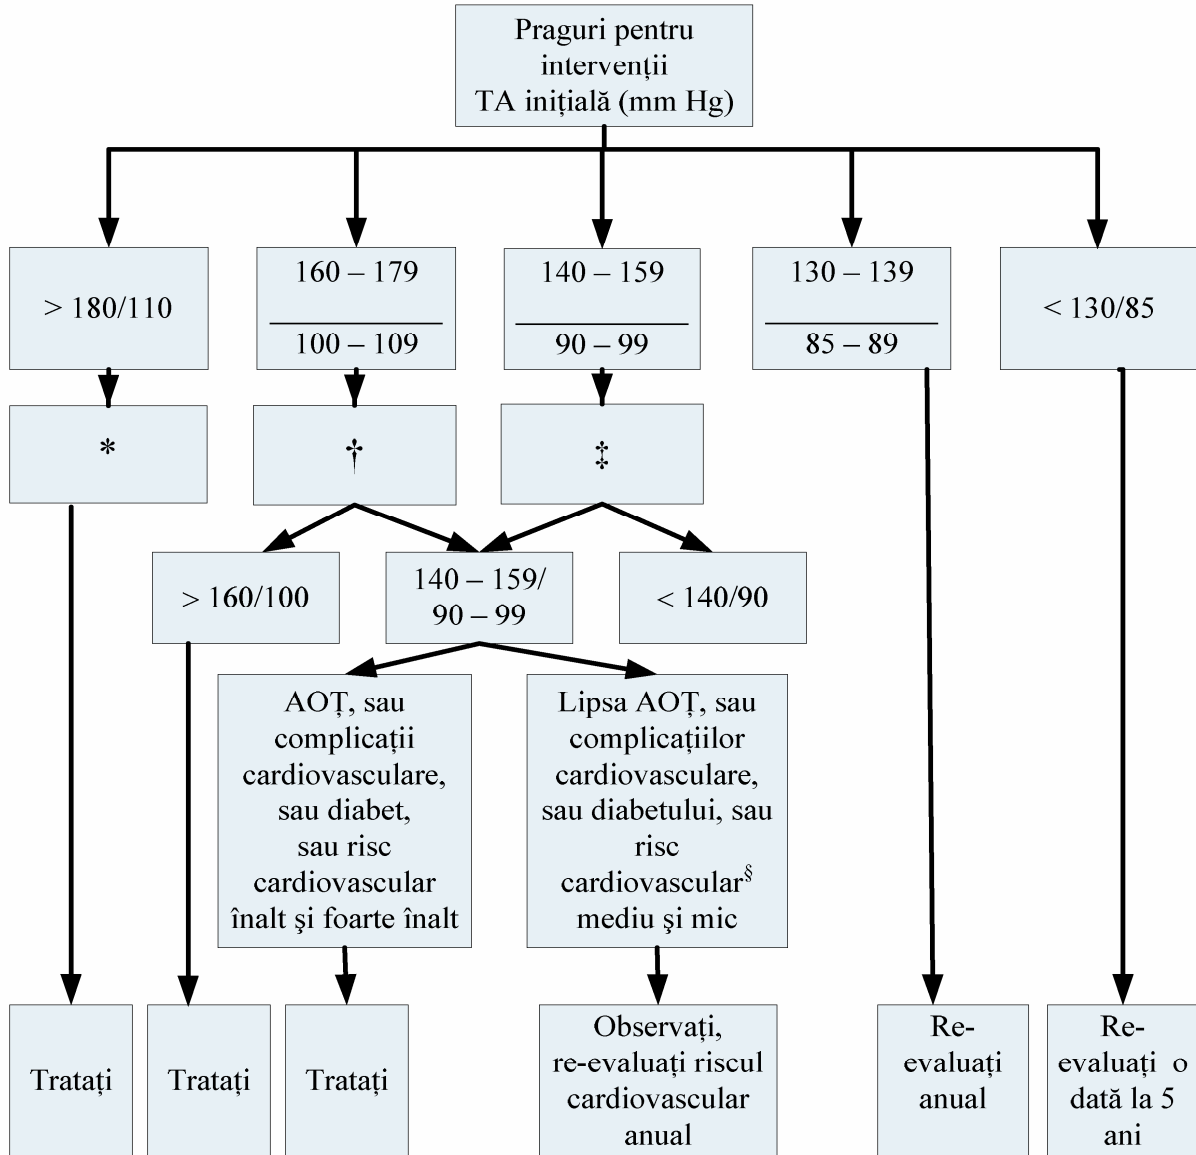 Praguri pentru
intervenții
TA inițială (mm Hg)
> 180/110
160 – 179
100 – 109
140 – 159
90 – 99
130 – 139
85 – 89
< 130/85
*
†
‡
> 160/100
140 – 159/
90 – 99
< 140/90
AOȚ, sau
complicații
cardiovasculare,
sau diabet,
sau risc
cardiovascular
înalt şi foarte înalt
Lipsa AOȚ, sau
complicațiilor
cardiovasculare,
sau diabetului, sau
risc
cardiovascular§
mediu şi mic
Tratați
Tratați
Tratați
Observați,
re-evaluați riscul
cardiovascular
anual
Re-
evaluați
anual
Re-
evaluați o
dată la 5
ani